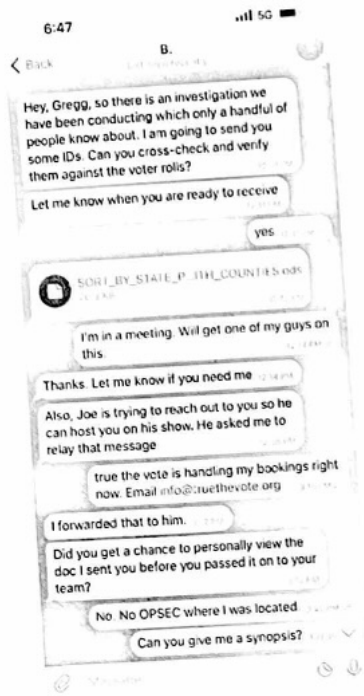 6:47
5G
B.
Back
Hey, Gregg, so there is an investigation we
have been conducting which only a handful of
people know about. I am going to send you
some IDs. Can you cross-check and verify
them against the voter rolls?
Let me know when you are ready to receive
yes
I'm in a meeting. Will get one of my guys on
this
Thanks. Let me know if you need me
Also, Joe is trying to reach out to you so he
can host you on his show. He asked me to
relay that message
true the vote is handling my bookings right
now. Email info@truethevote.org
I forwarded that to him.
Did you get a chance to personally view the
doc I sent you before you passed it on to your
team?
No. No OPSEC where I was located
Can you give me a synopsis?
Message